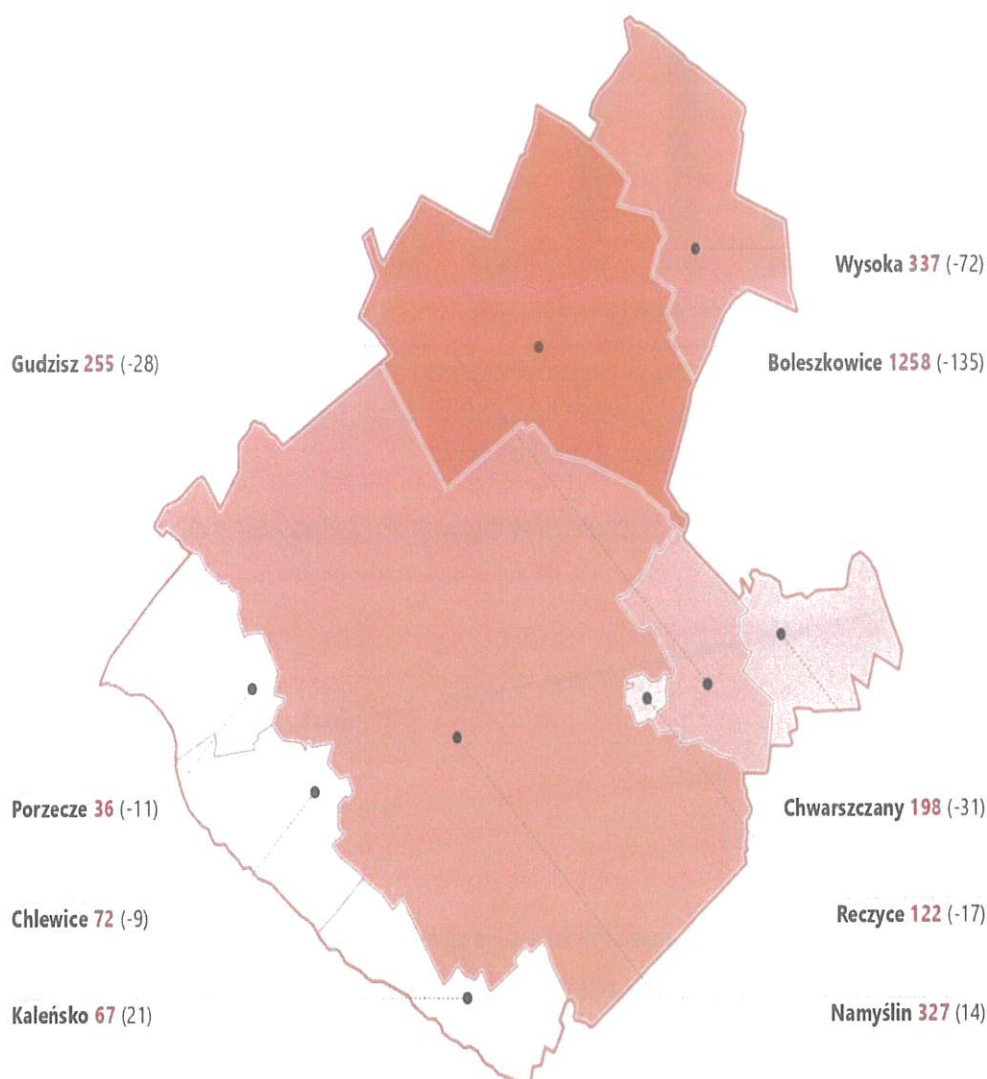 Wysoka 337 (-72)
Gudzisz 255 (-28)
Boleszkowice 1258 (-135)
Porzecze 36 (-11)
Chwarszczany 198 (-31)
Chlewice 72 (-9)
Reczyce 122 (-17)
Kaleńsko 67 (21)
Namyślin 327 (14)